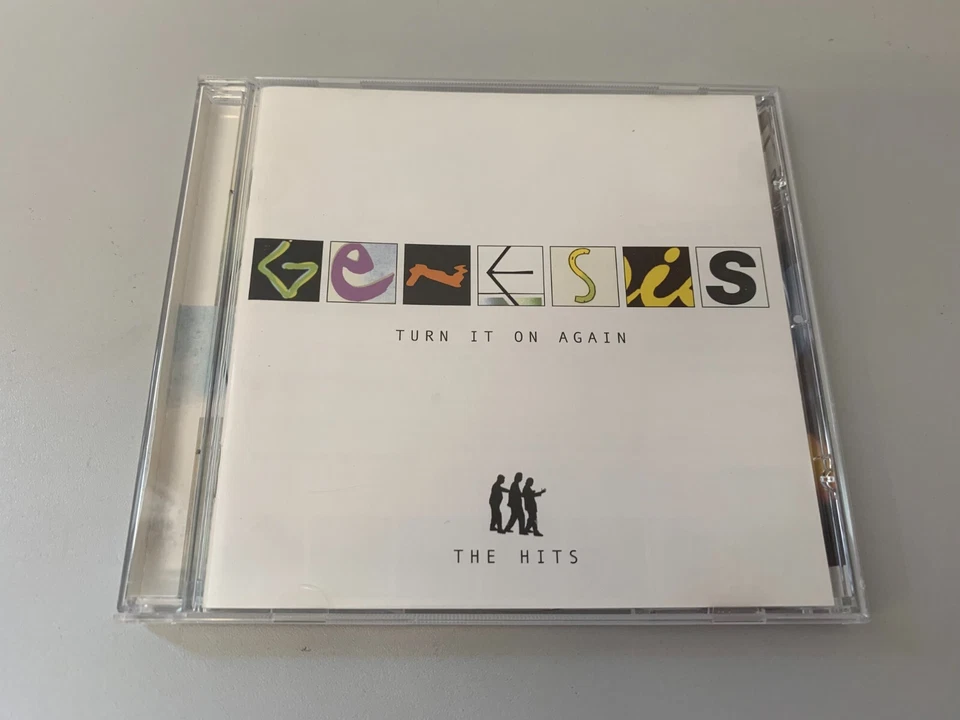 Genesis
TURN IT ON AGAIN
THE HITS